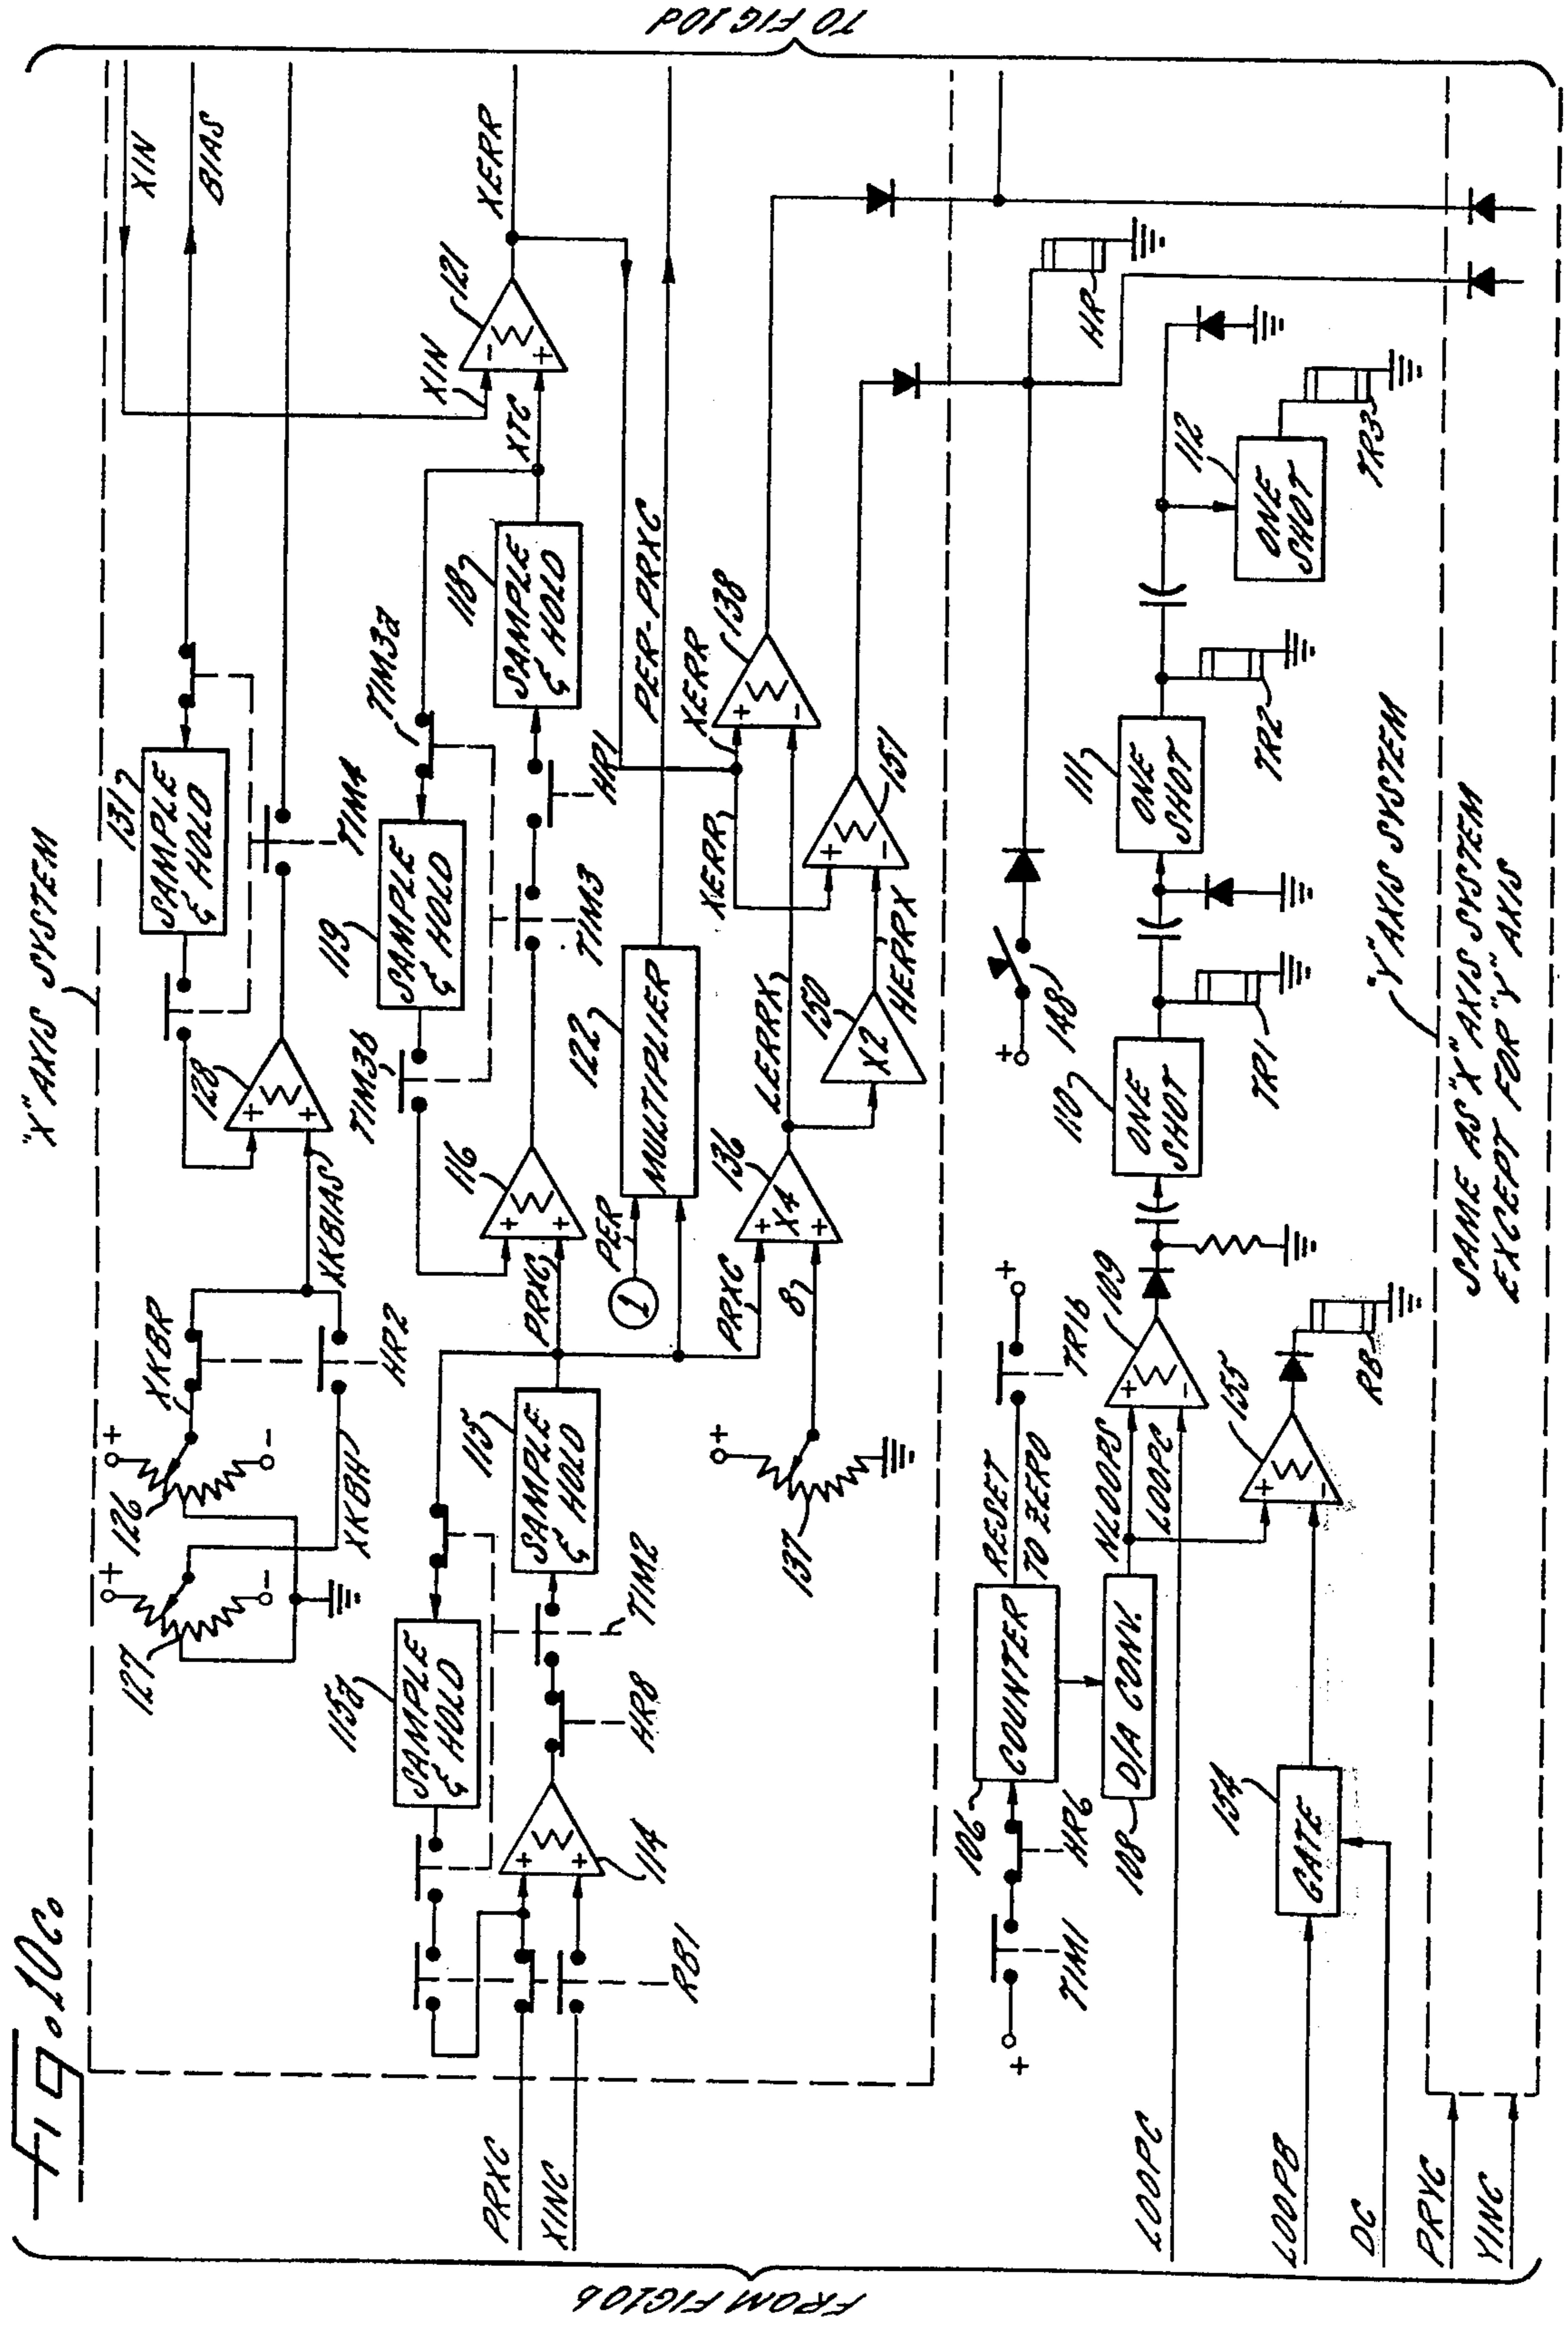 Fig. 10c.
"X" AXIS SYSTEM
FROM FIG 10b
TO FIG 10d
XIN
BIAS
131
SAMPLE
& HOLD
128
TIM4
XKBIAS
XKBR
HR2
XKBH
126
127
+
-
+
-
+
+
XIN
121
XERR
-
+
XTC
118
SAMPLE
& HOLD
TIM3a
119
SAMPLE
& HOLD
TIM3b
TIM3
HR1
116
+
+
PRXC
115
SAMPLE
& HOLD
115a
SAMPLE
& HOLD
TIM2
HR8
114
+
+
RB1
PRXC
XINC
PER-PRXC
122
MULTIPLIER
PER
1
XERR
138
+
-
XERR
151
+
-
LERRX
150
X2
HERRX
136
X4
+
+
PRXC
8
137
+
148
+
HR
TIM1
+
HR6
106
COUNTER
RESET
TO ZERO
TR1b
+
108
D/A CONV.
NLOOPS
LOOPC
109
+
-
110
ONE
SHOT
TR1
111
ONE
SHOT
TR2
112
ONE
SHOT
TR3
155
+
-
RB
154
GATE
LOOPC
LOOPB
DC
PRYC
YINC
"Y" AXIS SYSTEM
SAME AS "X" AXIS SYSTEM
EXCEPT FOR "Y" AXIS